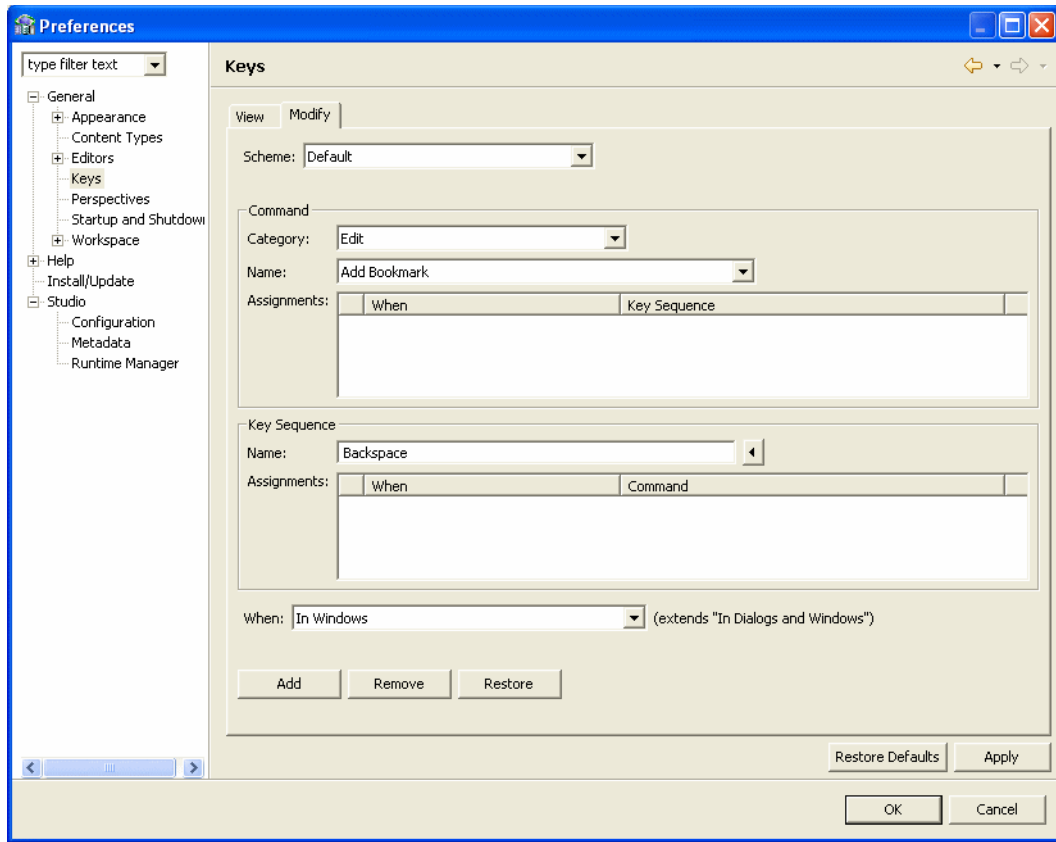 Preferences
type filter text
Keys
General
Appearance
Content Types
Editors
Keys
Perspectives
Startup and Shutdow
Workspace
Help
Install/Update
Studio
Configuration
Metadata
Runtime Manager
View Modify
Scheme: Default
Command
Category: Edit
Name: Add Bookmark
Assignments: When Key Sequence
Key Sequence
Name: Backspace
Assignments: When Command
When: In Windows (extends "In Dialogs and Windows")
Add Remove Restore
Restore Defaults Apply
OK Cancel